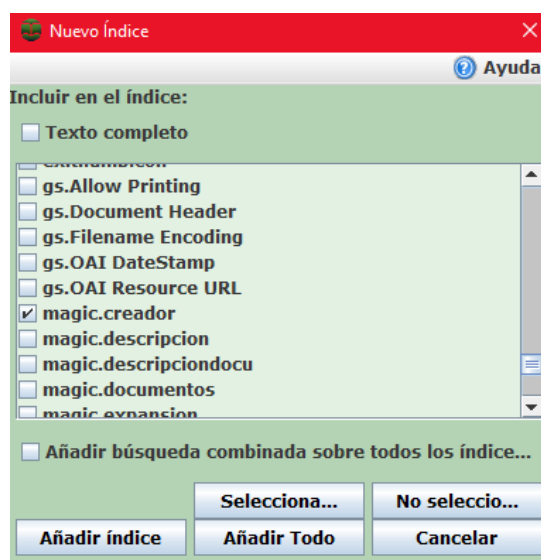 Nuevo Índice
Ayuda
Incluir en el índice:
Texto completo
gs.Allow Printing
gs.Document Header
gs.Filename Encoding
gs.OAI DateStamp
gs.OAI Resource URL
magic.creador
magic.descripcion
magic.descripciondocu
magic.documentos
magic.expansion
Añadir búsqueda combinada sobre todos los índice...
Selecciona... No seleccio...
Añadir índice Añadir Todo Cancelar